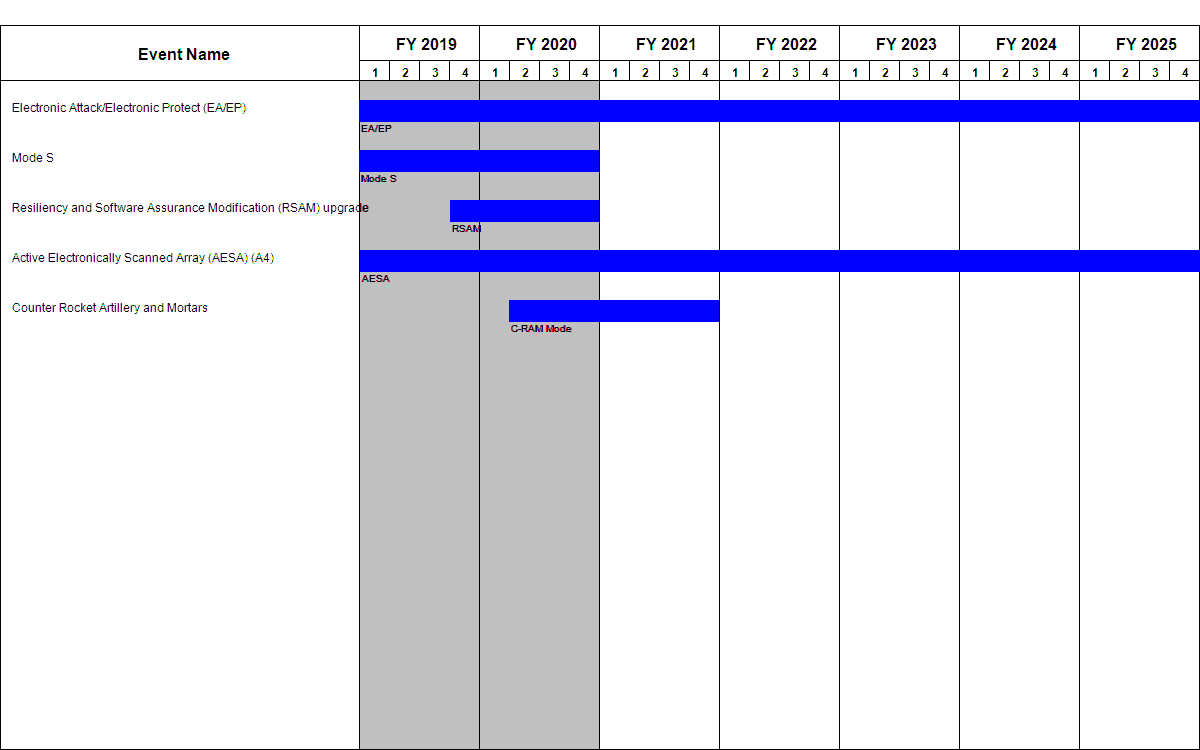 Event Name
FY 2019 FY 2020 FY 2021 FY 2022 FY 2023 FY 2024 FY 2025
1 2 3 4 1 2 3 4 1 2 3 4 1 2 3 4 1 2 3 4 1 2 3 4 1 2 3 4
Electronic Attack/Electronic Protect (EA/EP)
EA/EP
Mode S
Mode S
Resiliency and Software Assurance Modification (RSAM) upgrade
RSAM
Active Electronically Scanned Array (AESA) (A4)
AESA
Counter Rocket Artillery and Mortars
C-RAM Mode